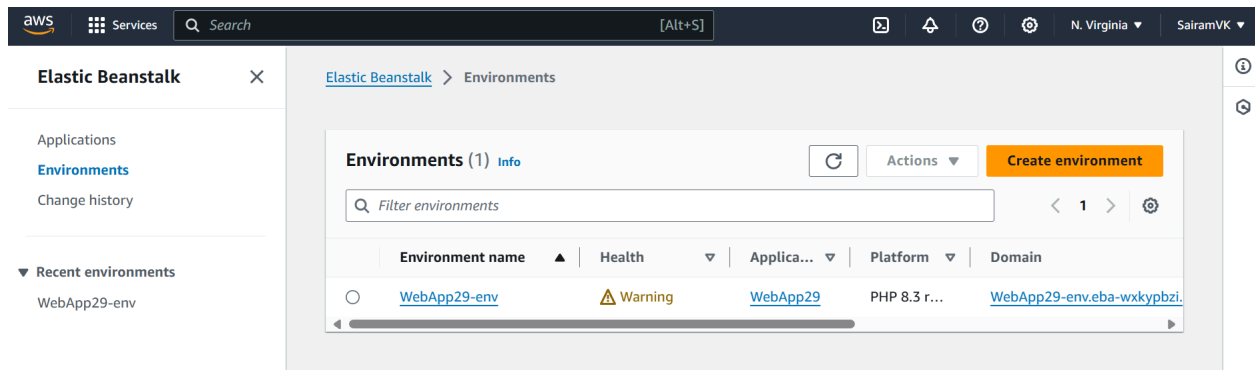 aws Services Search [Alt+S] N. Virginia SairamVK
Elastic Beanstalk
Applications
Environments
Change history
Recent environments
WebApp29-env
Elastic Beanstalk > Environments
Environments (1) Info Actions Create environment
Filter environments 1
Environment name Health Applica... Platform Domain
WebApp29-env Warning WebApp29 PHP 8.3 r... WebApp29-env.eba-wxkypbzi.